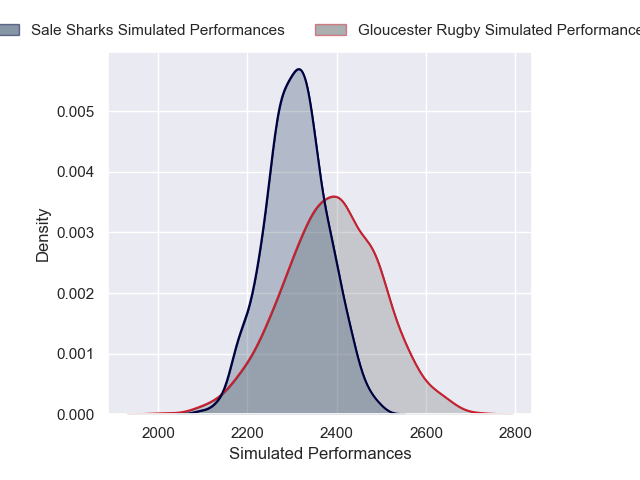 Sale Sharks Simulated Performances Gloucester Rugby Simulated Performance
0.005
0.004
0.003
0.002
0.001
0.000
Density
2000 2200 2400 2600 2800
Simulated Performances